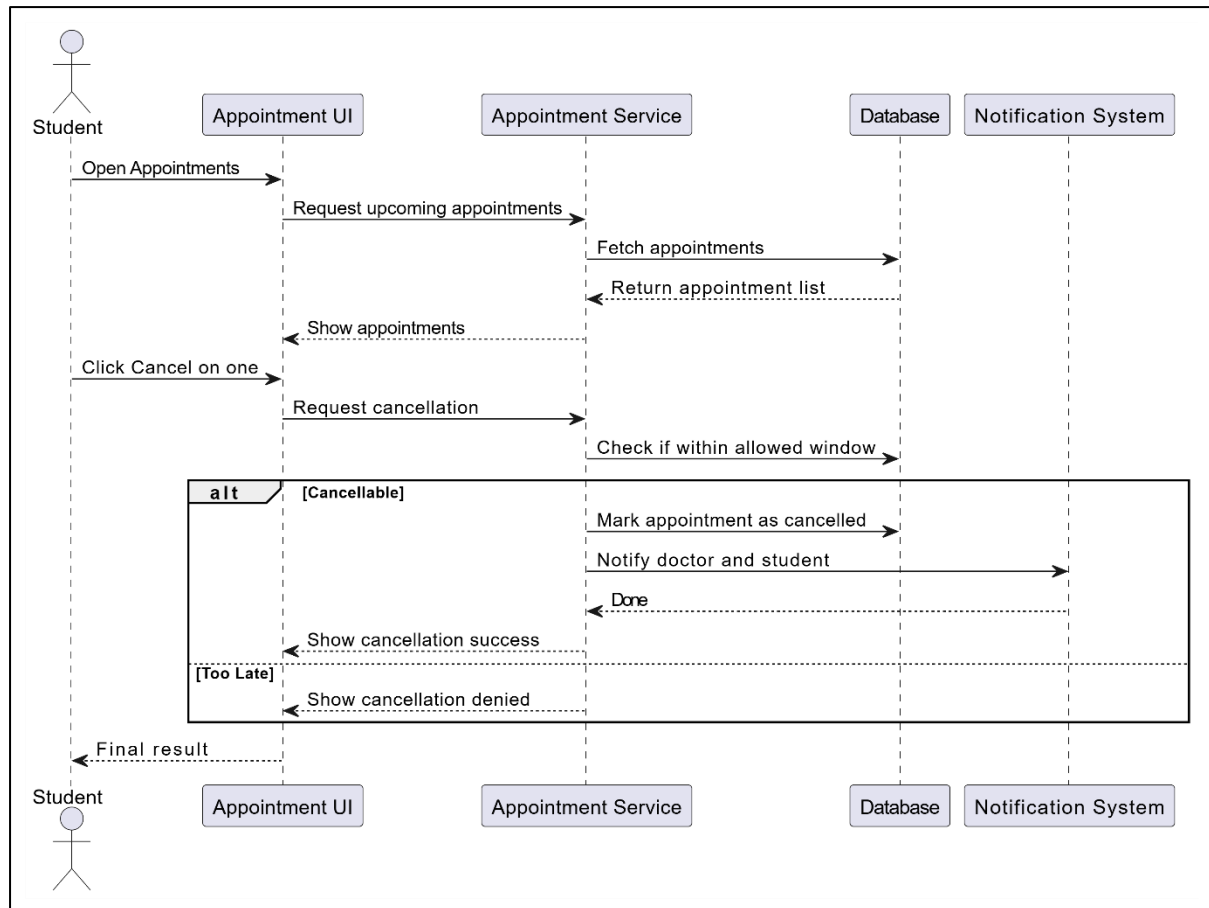 Student
Appointment UI
Appointment Service
Database
Notification System
Open Appointments
Request upcoming appointments
Fetch appointments
Return appointment list
Show appointments
Click Cancel on one
Request cancellation
Check if within allowed window
alt [Cancellable]
Mark appointment as cancelled
Notify doctor and student
Done
Show cancellation success
[Too Late]
Show cancellation denied
Final result
Student
Appointment UI
Appointment Service
Database
Notification System